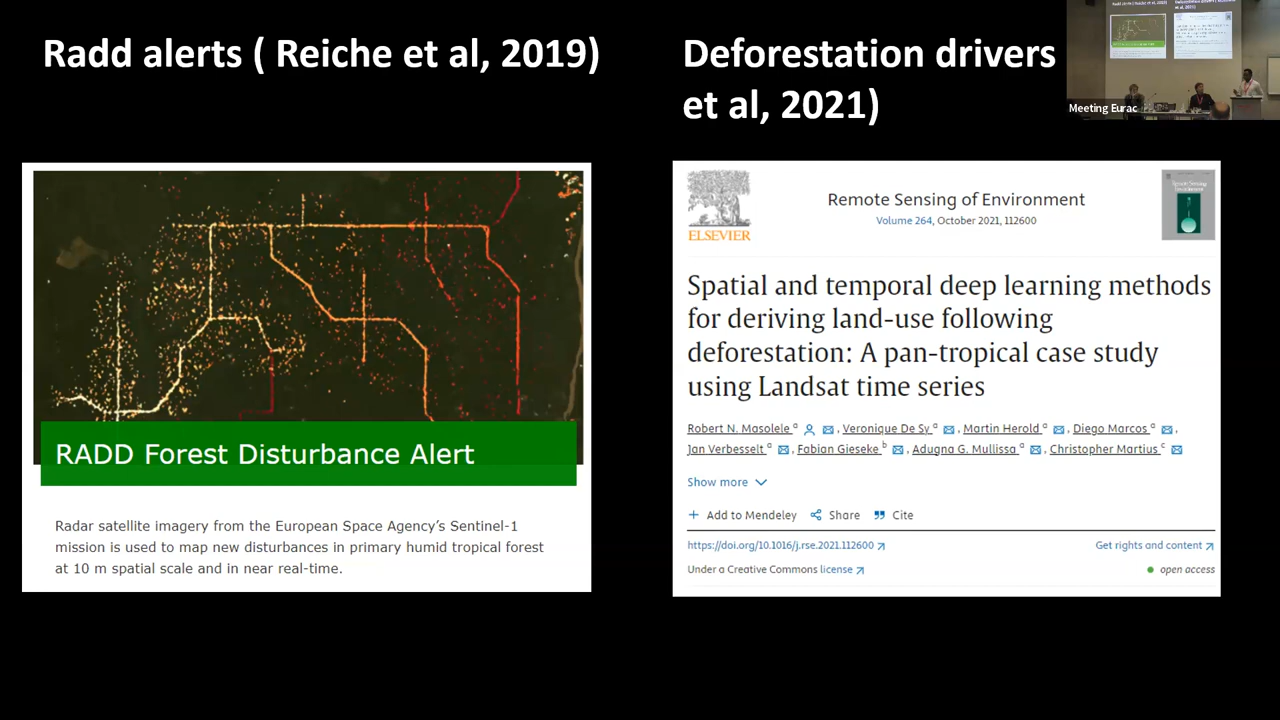 Radd alerts ( Reiche et al, 2019)
RADD Forest Disturbance Alert
Radar satellite imagery from the European Space Agency's Sentinel-1
mission is used to map new disturbances in primary humid tropical forest
at 10 m spatial scale and in near real-time.
Deforestation drivers
et al, 2021)
Meeting Eurac
ELSEVIER
Remote Sensing of Environment
Volume 264, October 2021, 112600
Spatial and temporal deep learning methods
for deriving land-use following
deforestation: A pan-tropical case study
using Landsat time series
Robert N. Masolele a, Veronique De Sy a, Martin Herold a, Diego Marcos a,
Jan Verbesselt a, Fabian Gieseke b, Adugna G. Mullissa a, Christopher Martius c
Show more
Add to Mendeley Share Cite
https://doi.org/10.1016/j.rse.2021.112600 Get rights and content
Under a Creative Commons license open access